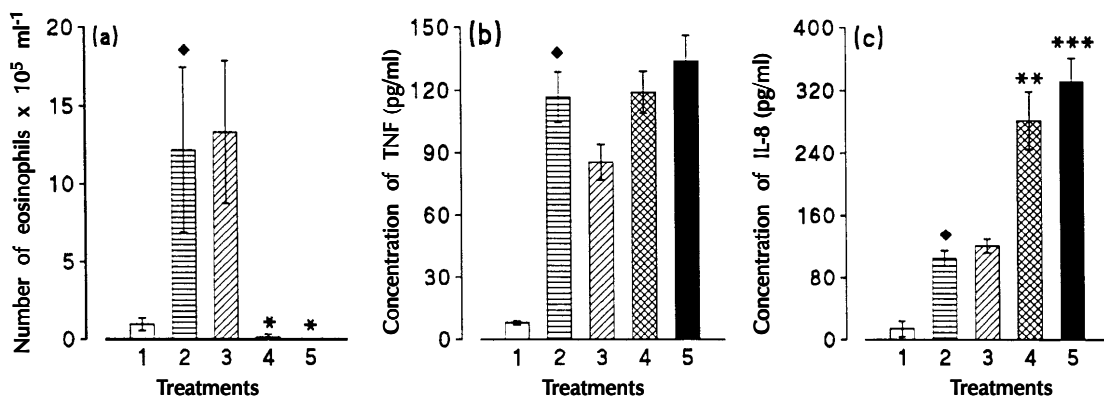 (a)
Number of eosinophils x 10⁵ ml⁻¹
20
15
10
5
0
◆
*
*
1 2 3 4 5
Treatments
(b)
Concentration of TNF (pg/ml)
150
120
90
60
30
0
◆
1 2 3 4 5
Treatments
(c)
Concentration of IL-8 (pg/ml)
400
320
240
160
80
0
◆
**
***
1 2 3 4 5
Treatments